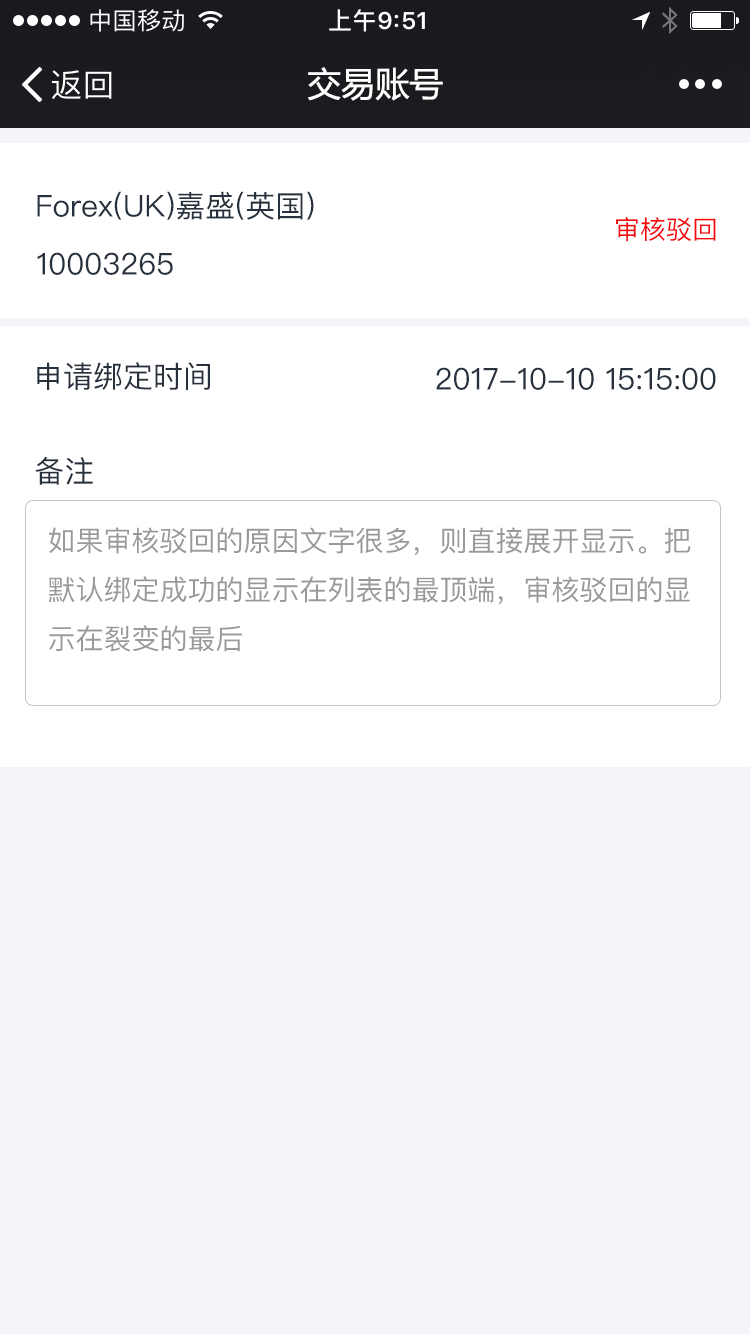 中国移动
上午9:51
返回
交易账号
Forex(UK)嘉盛(英国)
审核驳回
10003265
申请绑定时间
2017-10-10 15:15:00
备注
如果审核驳回的原因文字很多，则直接展开显示。把
默认绑定成功的显示在列表的最顶端，审核驳回的显
示在裂变的最后